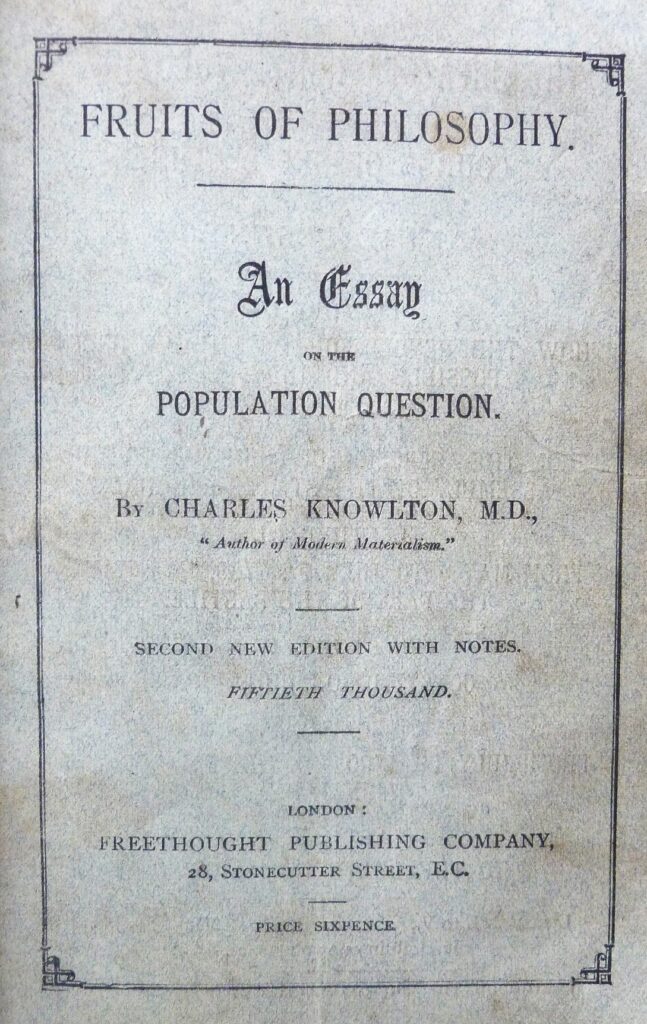 FRUITS OF PHILOSOPHY.
An Essay
ON THE
POPULATION QUESTION.
BY CHARLES KNOWLTON, M.D.,
"Author of Modern Materialism."
SECOND NEW EDITION WITH NOTES.
FIFTIETH THOUSAND.
LONDON:
FREETHOUGHT PUBLISHING COMPANY,
28, STONECUTTER STREET, E.C.
PRICE SIXPENCE